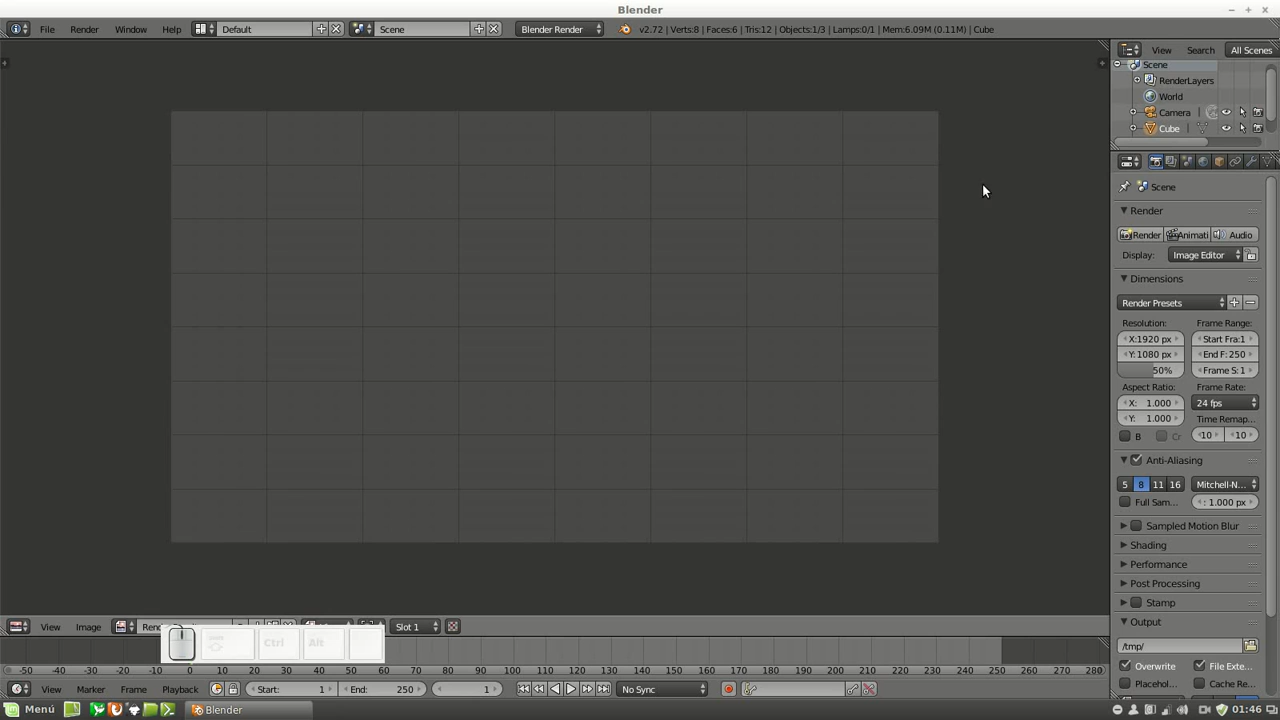 Blender
File Render Window Help Default Scene Blender Render v2.72 | Verts:8 | Faces:6 | Tris:12 | Objects:1/3 | Lamps:0/1 | Mem:6.09M (0.11M) | Cube
View Search All Scenes
Scene
RenderLayers
World
Camera
Cube
Scene
Render
Render Animati Audio
Display: Image Editor
Dimensions
Render Presets
Resolution: Frame Range:
X:1920 px Start Fra:1
Y:1080 px End F:250
50% Frame S:1
Aspect Ratio: Frame Rate:
X: 1.000 24 fps
Y: 1.000 Time Remap...
B Cr 10 10
Anti-Aliasing
5 8 11 16 Mitchell-N...
Full Sam... : 1.000 px
Sampled Motion Blur
Shading
Performance
Post Processing
Stamp
Output
/tmp/
Overwrite File Exte...
Placehol... Cache Re...
View Image Ren Slot 1
Ctrl Alt
-50 -40 -30 -20 -10 0 10 20 30 40 50 60 70 80 90 100 110 120 130 140 150 160 170 180 190 200 210 220 230 240 250 260 270 280
View Marker Frame Playback Start: 1 End: 250 1 No Sync
Menú Blender 01:46